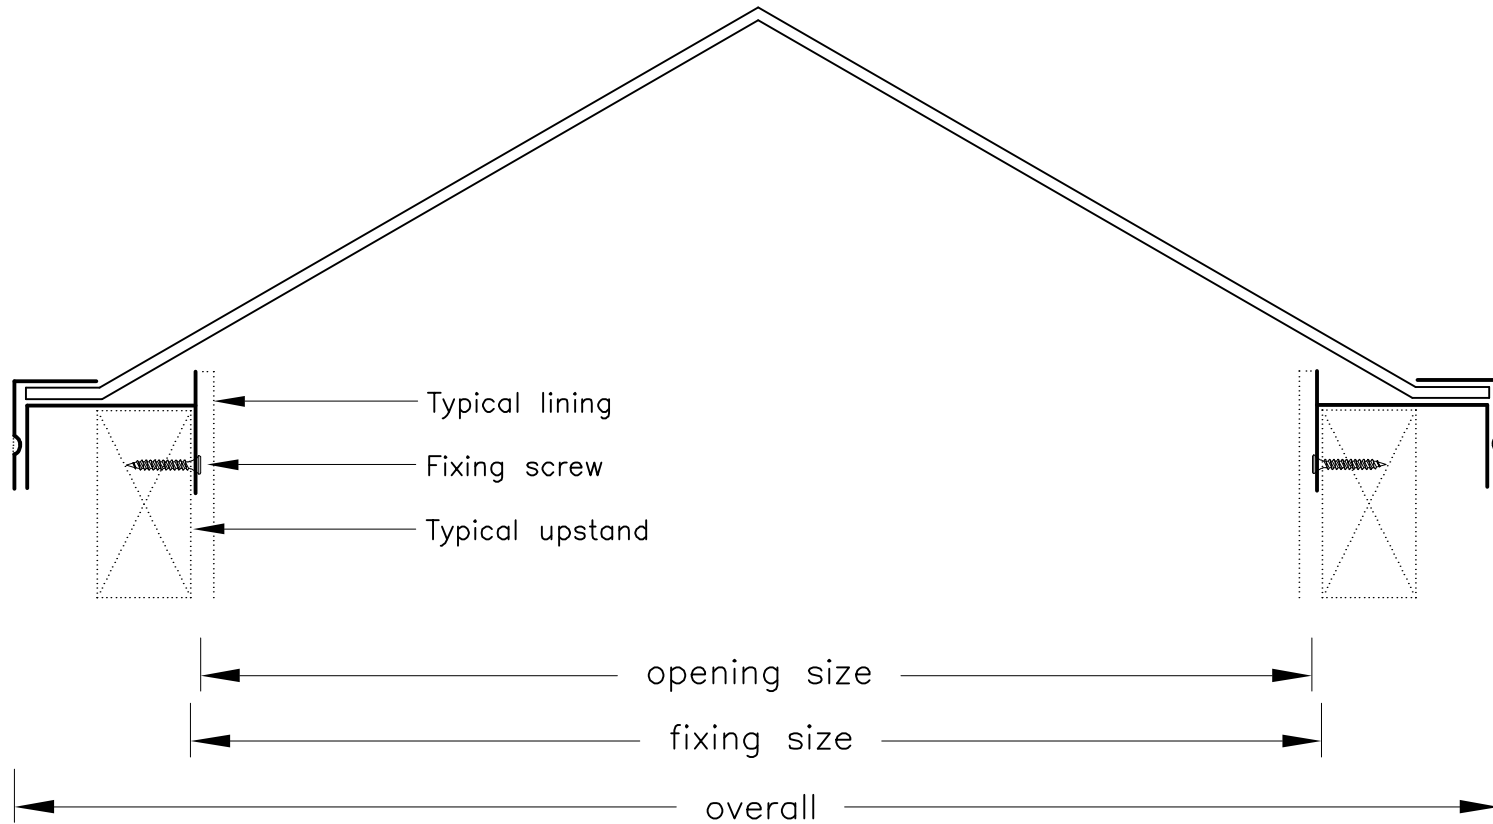 Typical lining
Fixing screw
Typical upstand
opening size
fixing size
overall